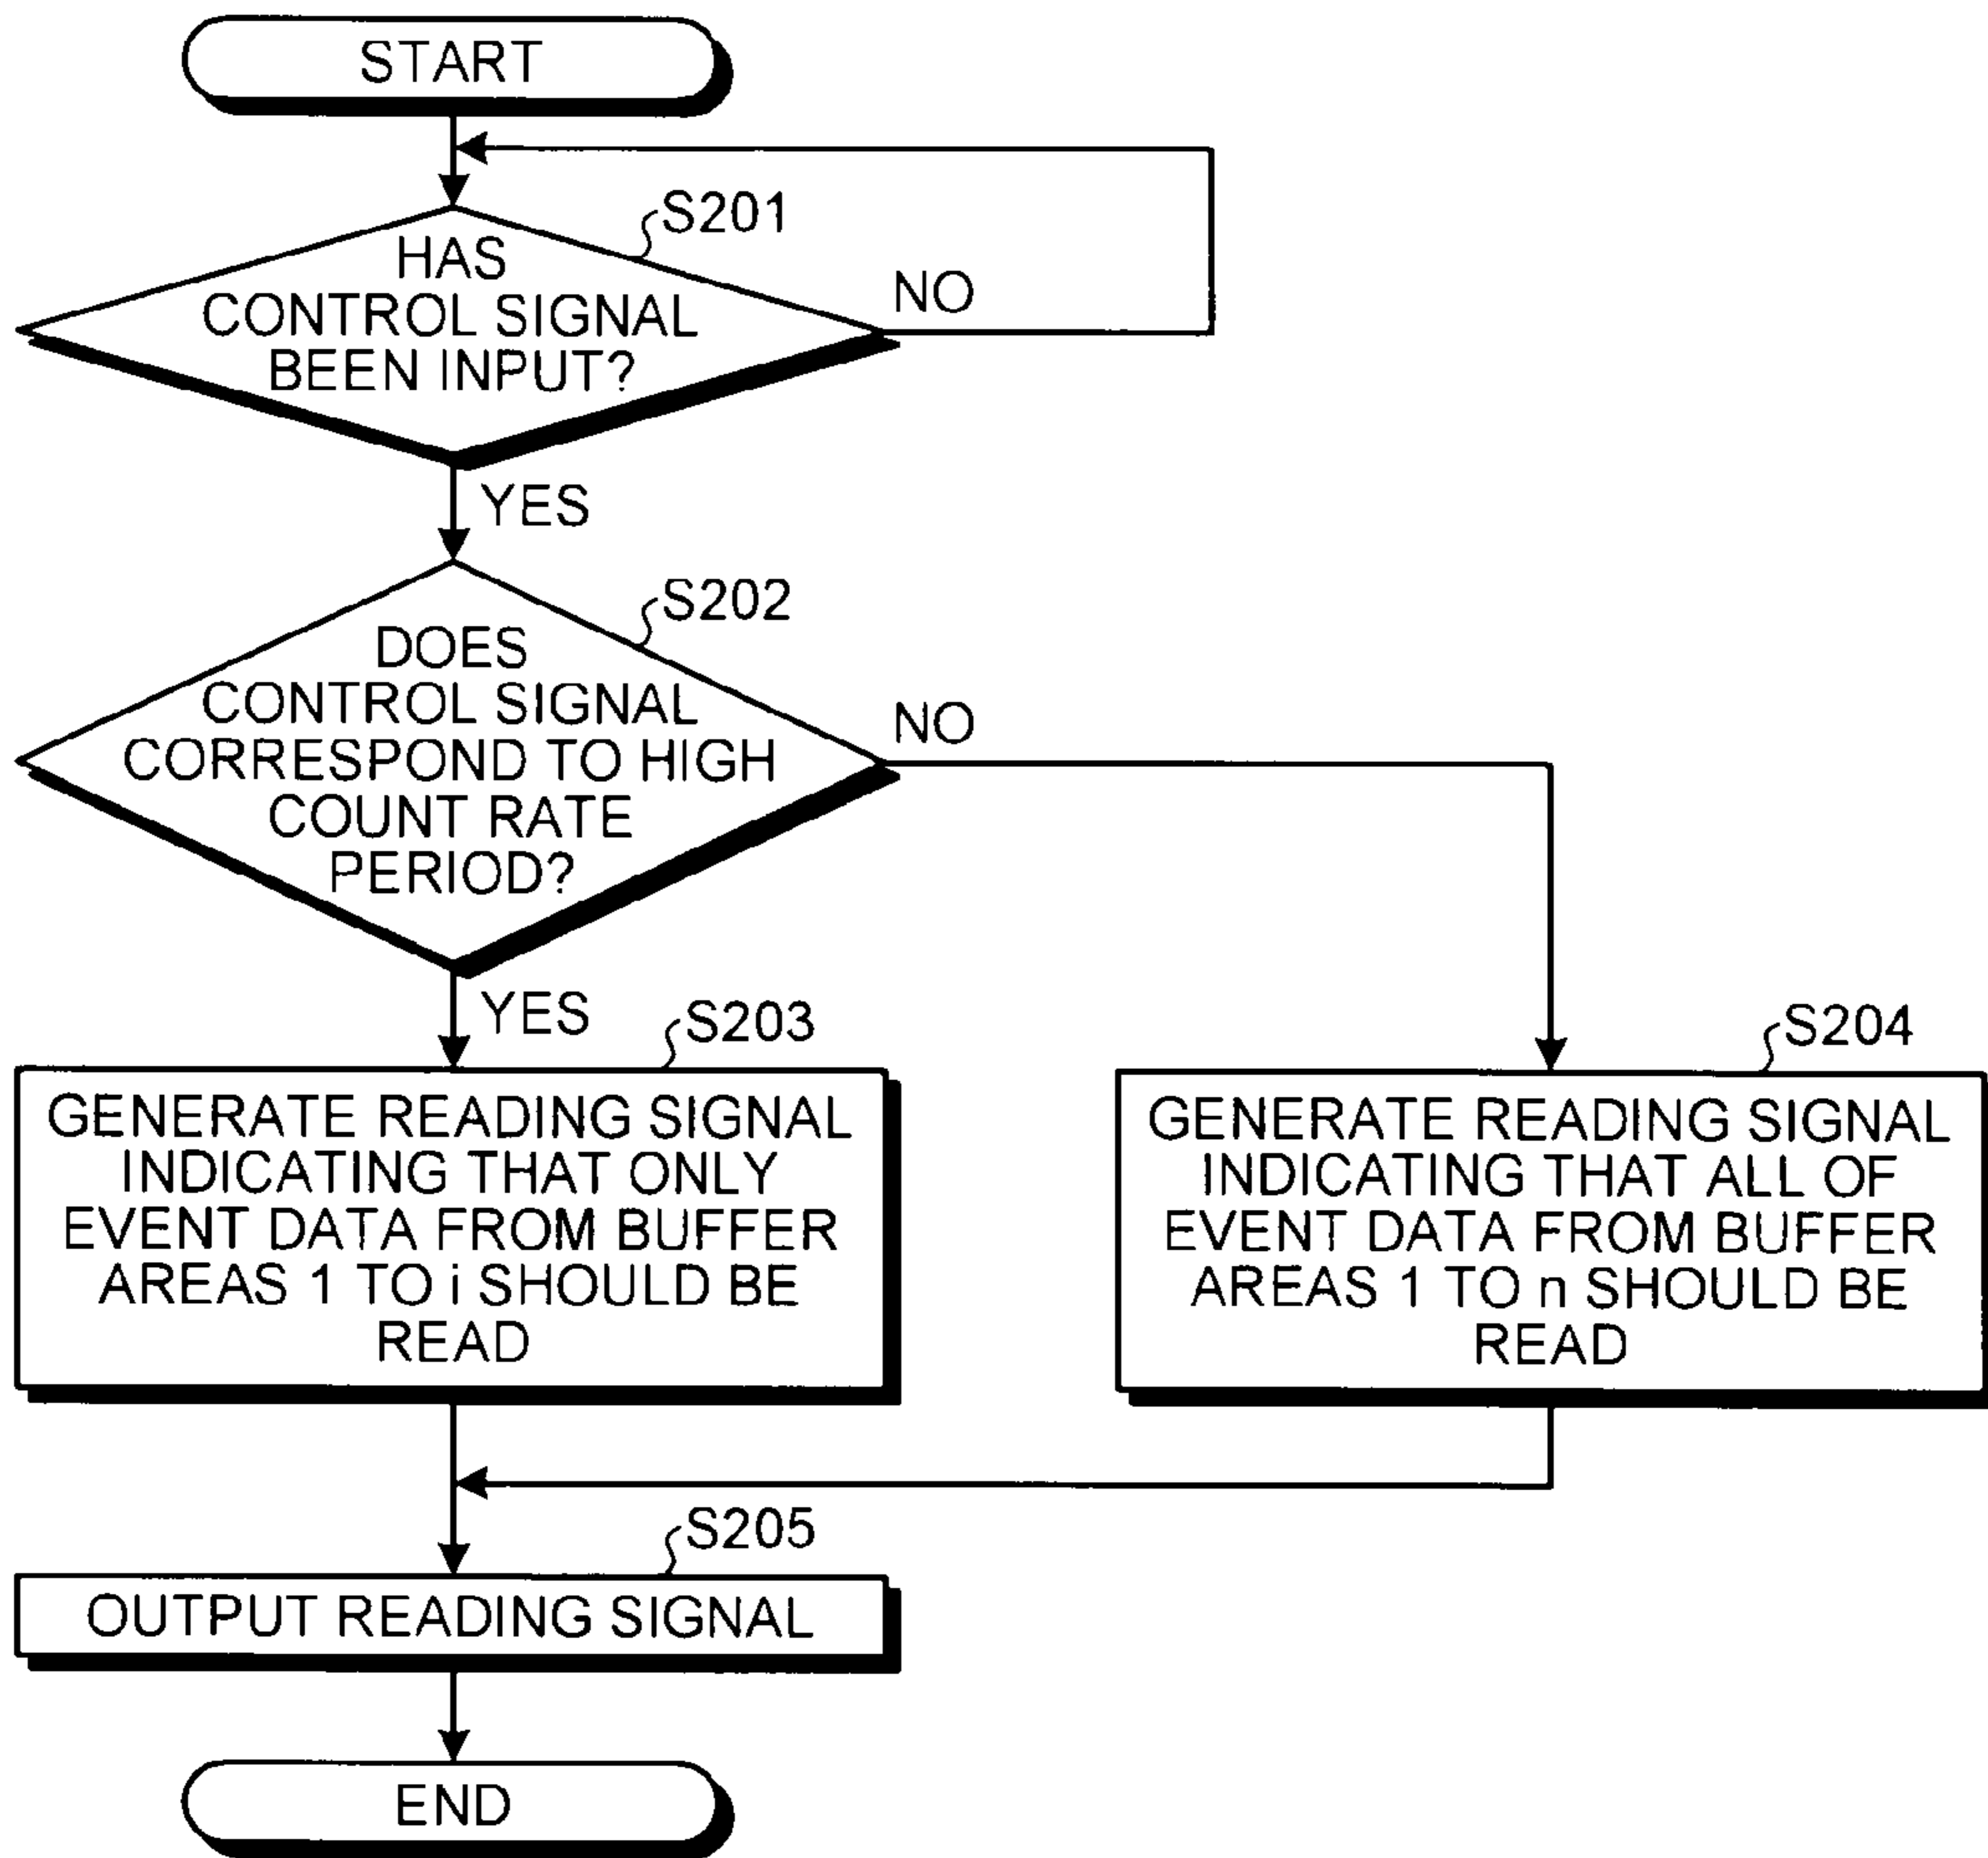 START
S201
HAS
CONTROL SIGNAL
BEEN INPUT?
NO
YES
S202
DOES
CONTROL SIGNAL
CORRESPOND TO HIGH
COUNT RATE
PERIOD?
NO
YES
S203
GENERATE READING SIGNAL
INDICATING THAT ONLY
EVENT DATA FROM BUFFER
AREAS 1 TO i SHOULD BE
READ
S204
GENERATE READING SIGNAL
INDICATING THAT ALL OF
EVENT DATA FROM BUFFER
AREAS 1 TO n SHOULD BE
READ
S205
OUTPUT READING SIGNAL
END